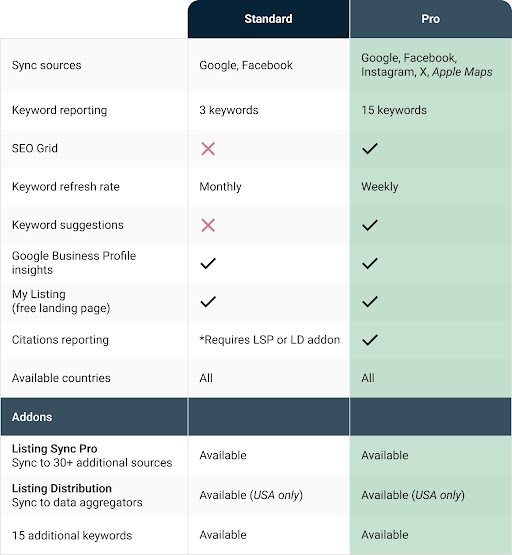 Standard Pro
Sync sources Google, Facebook Google, Facebook,
Instagram, X, Apple Maps
Keyword reporting 3 keywords 15 keywords
SEO Grid
Keyword refresh rate Monthly Weekly
Keyword suggestions
Google Business Profile
insights
My Listing
(free landing page)
Citations reporting *Requires LSP or LD addon
Available countries All All
Addons
Listing Sync Pro
Sync to 30+ additional sources Available Available
Listing Distribution
Sync to data aggregators Available (USA only) Available (USA only)
15 additional keywords Available Available